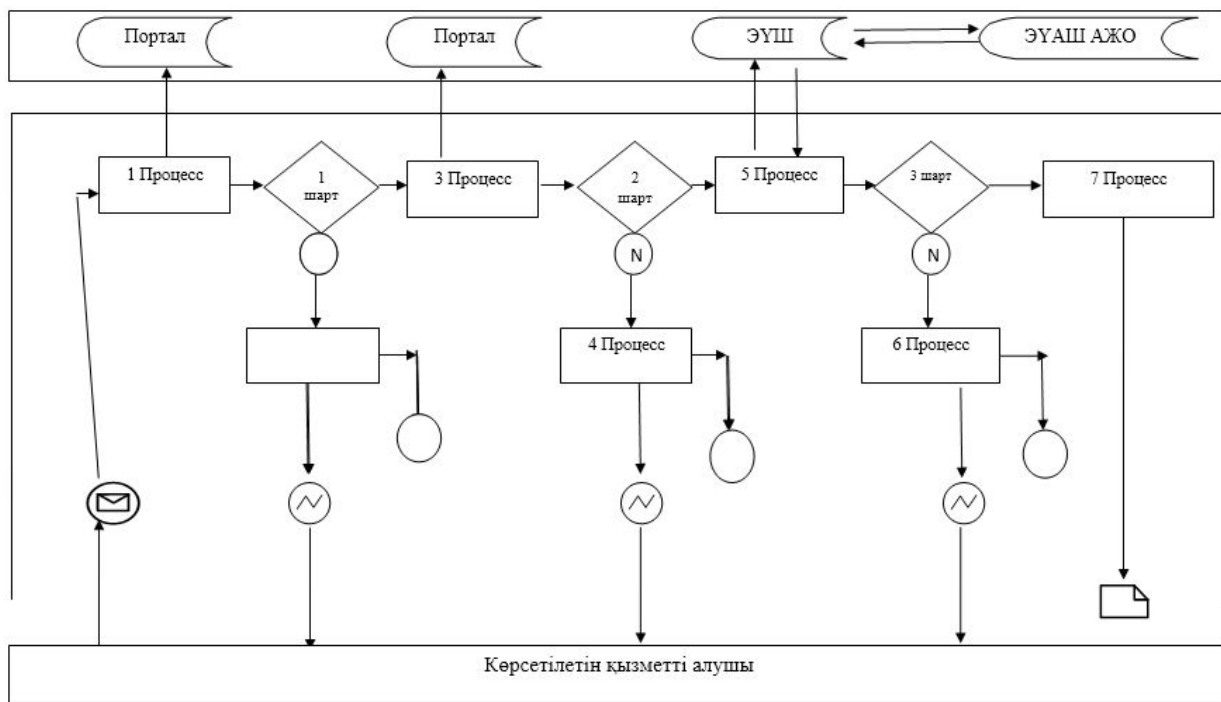 Портал
Портал
ЭҮШ
ЭҮАШ АЖО
1 Процесс
1
шарт
3 Процесс
2
шарт
5 Процесс
3 шарт
7 Процесс
N
N
4 Процесс
6 Процесс
Көрсетілетін қызметті алушы